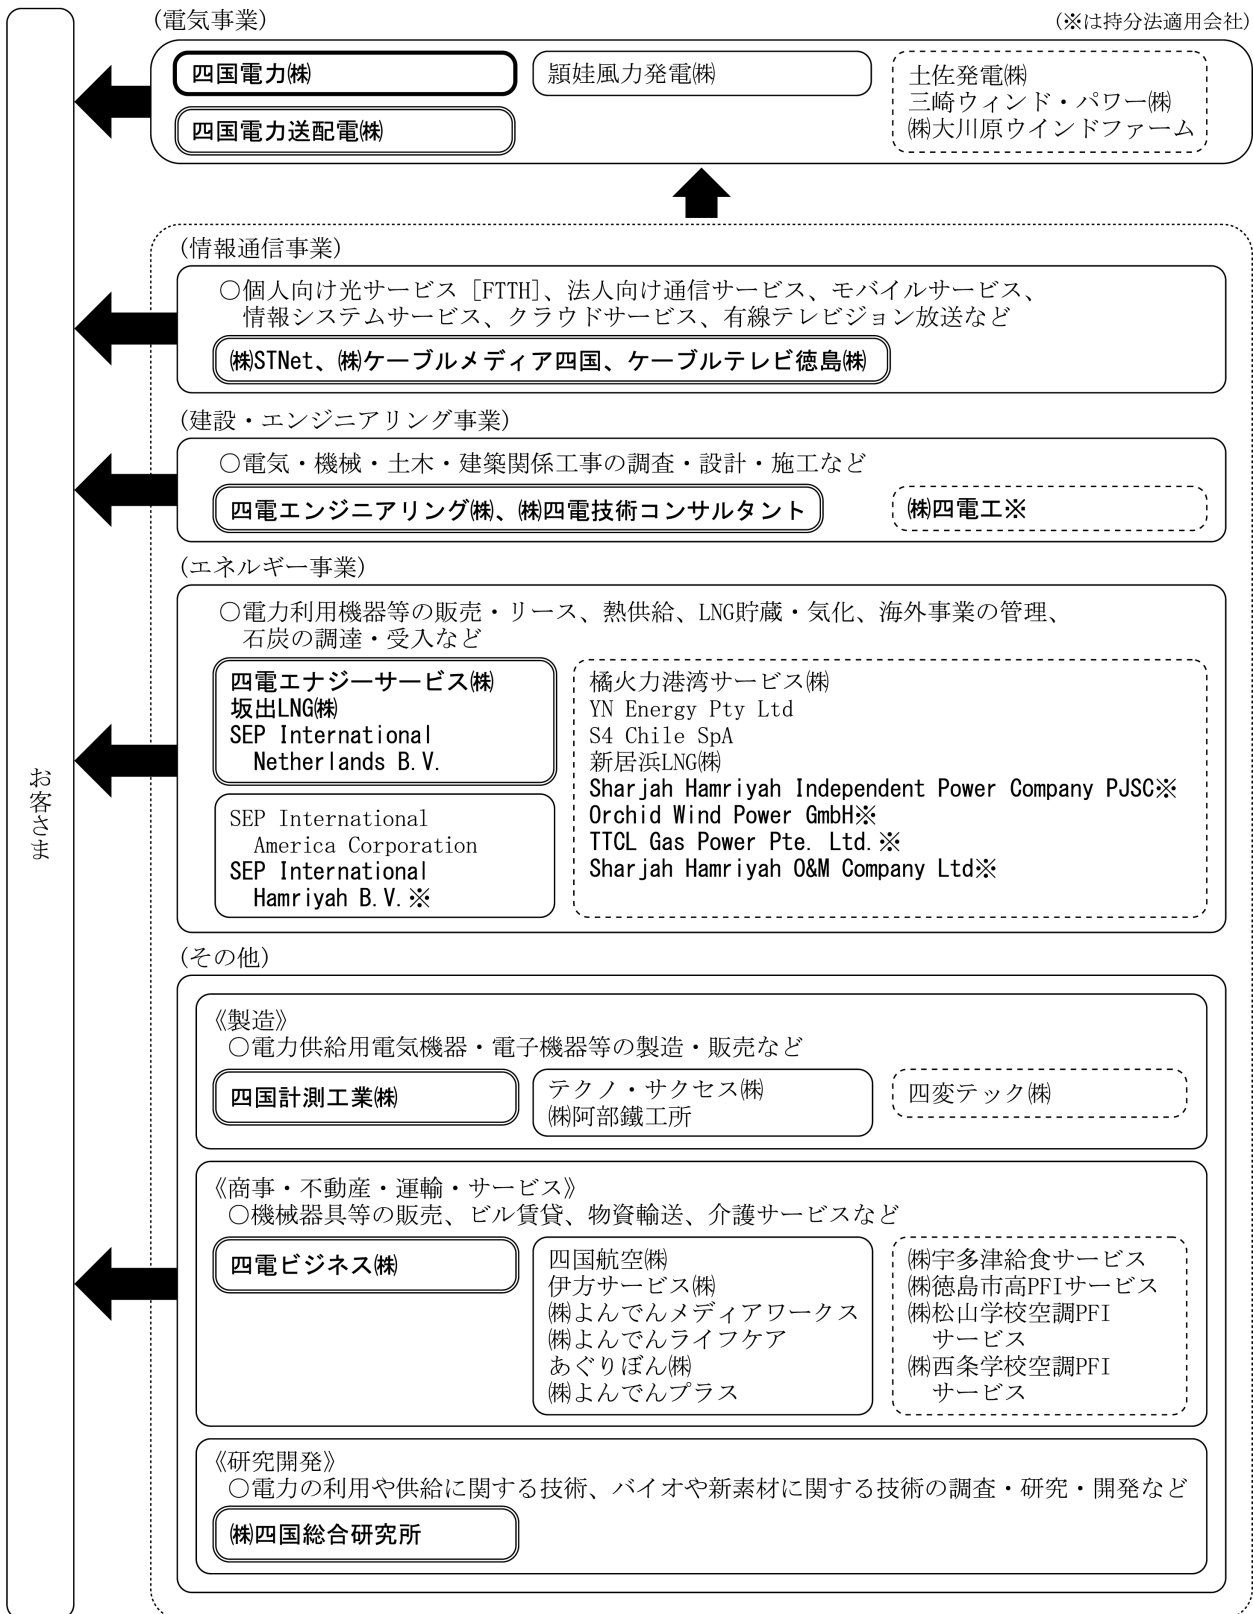 (電気事業)
(※は持分法適用会社)
四国電力㈱
四国電力送配電㈱
頴娃風力発電㈱
土佐発電㈱
三崎ウィンド・パワー㈱
㈱大川原ウインドファーム
(情報通信事業)
○個人向け光サービス［FTTH］、法人向け通信サービス、モバイルサービス、
情報システムサービス、クラウドサービス、有線テレビジョン放送など
㈱STNet、㈱ケーブルメディア四国、ケーブルテレビ徳島㈱
(建設・エンジニアリング事業)
○電気・機械・土木・建築関係工事の調査・設計・施工など
四電エンジニアリング㈱、㈱四電技術コンサルタント
㈱四電工※
(エネルギー事業)
○電力利用機器等の販売・リース、熱供給、LNG貯蔵・気化、海外事業の管理、
石炭の調達・受入など
四電エナジーサービス㈱
坂出LNG㈱
SEP International
Netherlands B.V.
SEP International
America Corporation
SEP International
Hamriyah B.V.※
橘火力港湾サービス㈱
YN Energy Pty Ltd
S4 Chile SpA
新居浜LNG㈱
Sharjah Hamriyah Independent Power Company PJSC※
Orchid Wind Power GmbH※
TTCL Gas Power Pte. Ltd.※
Sharjah Hamriyah O&M Company Ltd※
お客さま
(その他)
《製造》
○電力供給用電気機器・電子機器等の製造・販売など
四国計測工業㈱
テクノ・サクセス㈱
㈱阿部鐵工所
四変テック㈱
《商事・不動産・運輸・サービス》
○機械器具等の販売、ビル賃貸、物資輸送、介護サービスなど
四電ビジネス㈱
四国航空㈱
伊方サービス㈱
㈱よんでんメディアワークス
㈱よんでんライフケア
あぐりぼん㈱
㈱よんでんプラス
㈱宇多津給食サービス
㈱徳島市高PFIサービス
㈱松山学校空調PFI
サービス
㈱西条学校空調PFI
サービス
《研究開発》
○電力の利用や供給に関する技術、バイオや新素材に関する技術の調査・研究・開発など
㈱四国総合研究所